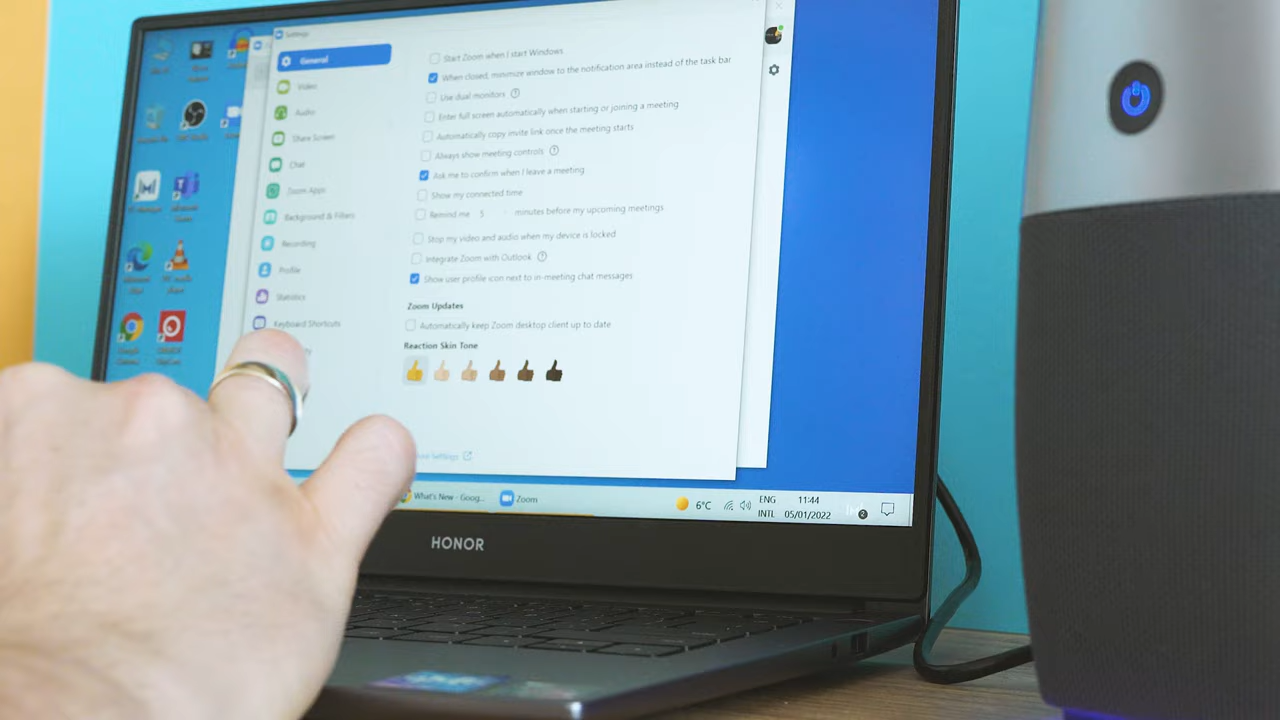 Settings
General
Video
Audio
Share Screen
Chat
Zoom Apps
Background & Filters
Recording
Profile
Statistics
Keyboard Shortcuts
Start Zoom when I start Windows
When closed, minimize window to the notification area instead of the task bar
Use dual monitors
Enter full screen automatically when starting or joining a meeting
Automatically copy invite link once the meeting starts
Always show meeting controls
Ask me to confirm when I leave a meeting
Show my connected time
Remind me 5 minutes before my upcoming meetings
Stop my video and audio when my device is locked
Integrate Zoom with Outlook
Show user profile icon next to in-meeting chat messages
Zoom Updates
Automatically keep Zoom desktop client up to date
Reaction Skin Tone
Settings
What's New - Goog...
Zoom
6°C
ENG
INTL
11:44
05/01/2022
2
HONOR